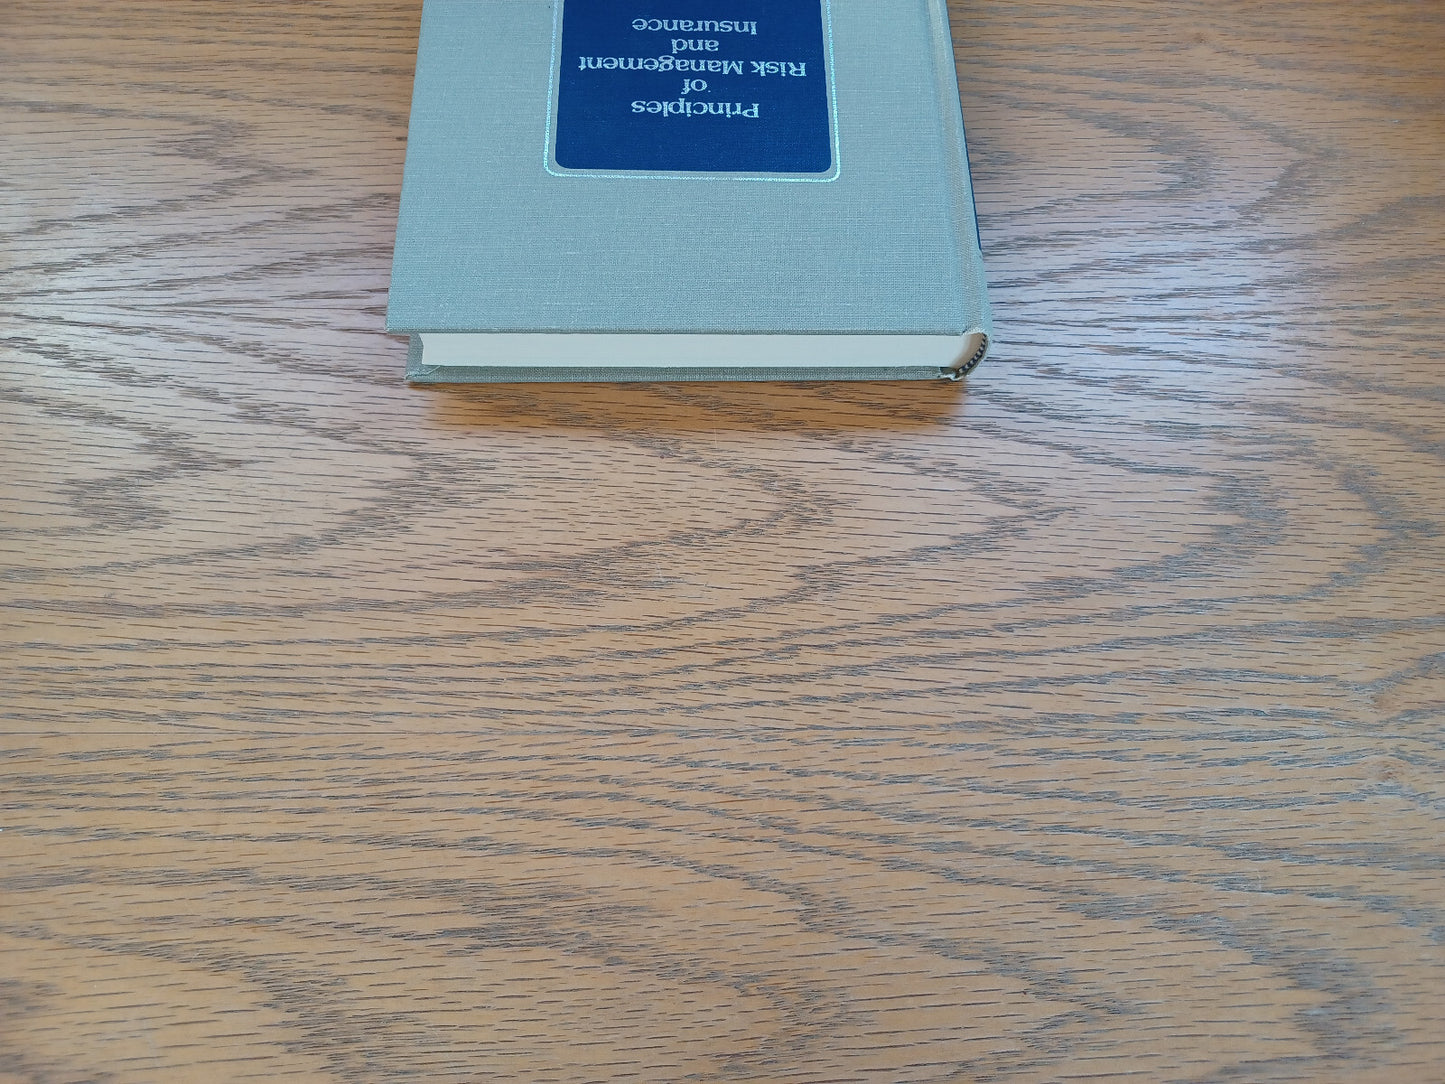 Principles
of
Risk Management
and
Insurance